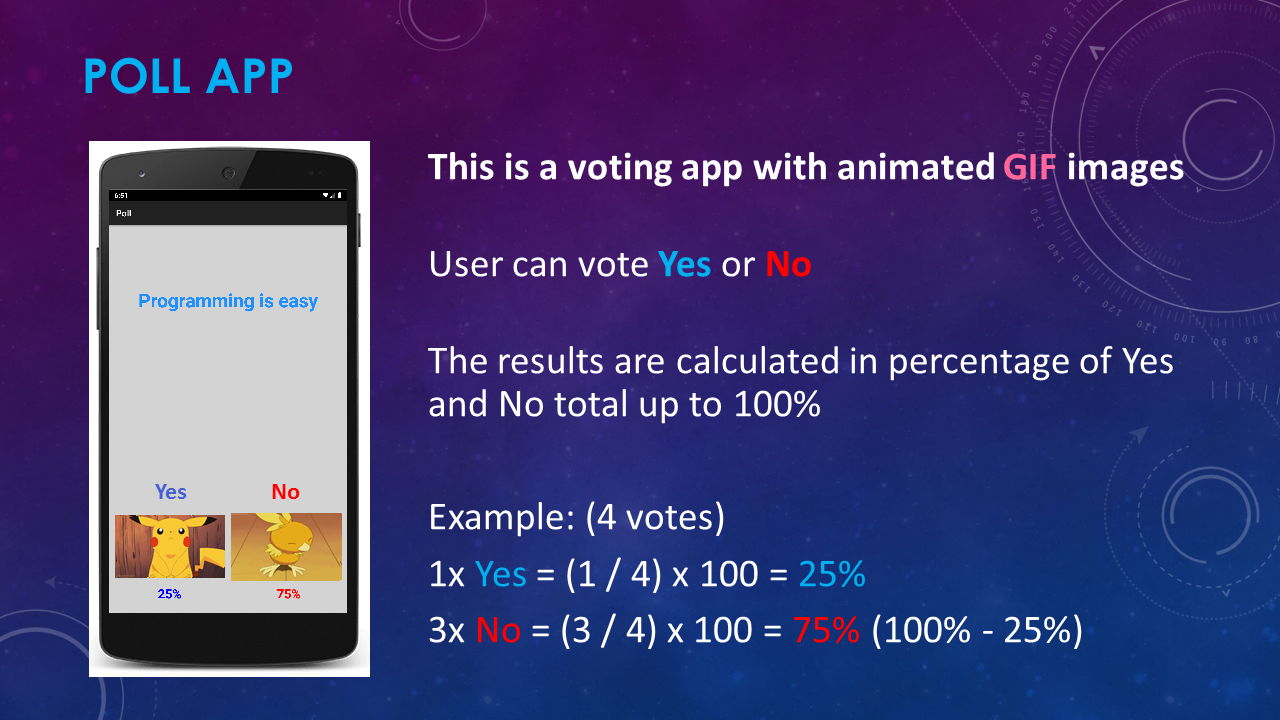 POLL APP
This is a voting app with animated GIF images
User can vote Yes or No
The results are calculated in percentage of Yes
and No total up to 100%
Example: (4 votes)
1x Yes = (1 / 4) x 100 = 25%
3x No = (3 / 4) x 100 = 75% (100% - 25%)
6:51
Poll
Programming is easy
Yes No
25% 75%